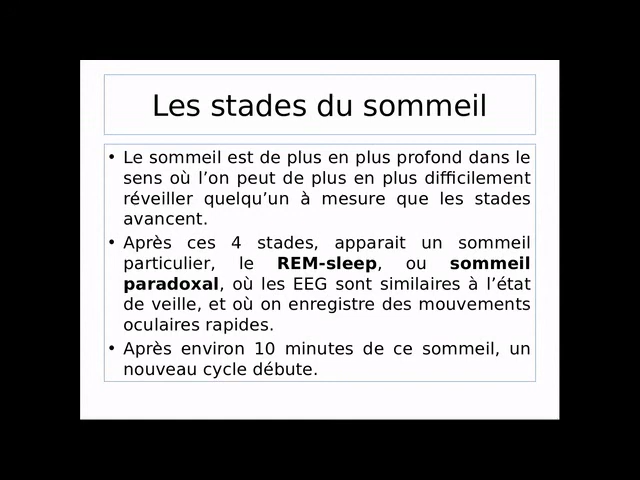 Les stades du sommeil
• Le sommeil est de plus en plus profond dans le
sens où l’on peut de plus en plus difficilement
réveiller quelqu’un à mesure que les stades
avancent.
• Après ces 4 stades, apparait un sommeil
particulier, le REM-sleep, ou sommeil
paradoxal, où les EEG sont similaires à l’état
de veille, et où on enregistre des mouvements
oculaires rapides.
• Après environ 10 minutes de ce sommeil, un
nouveau cycle débute.